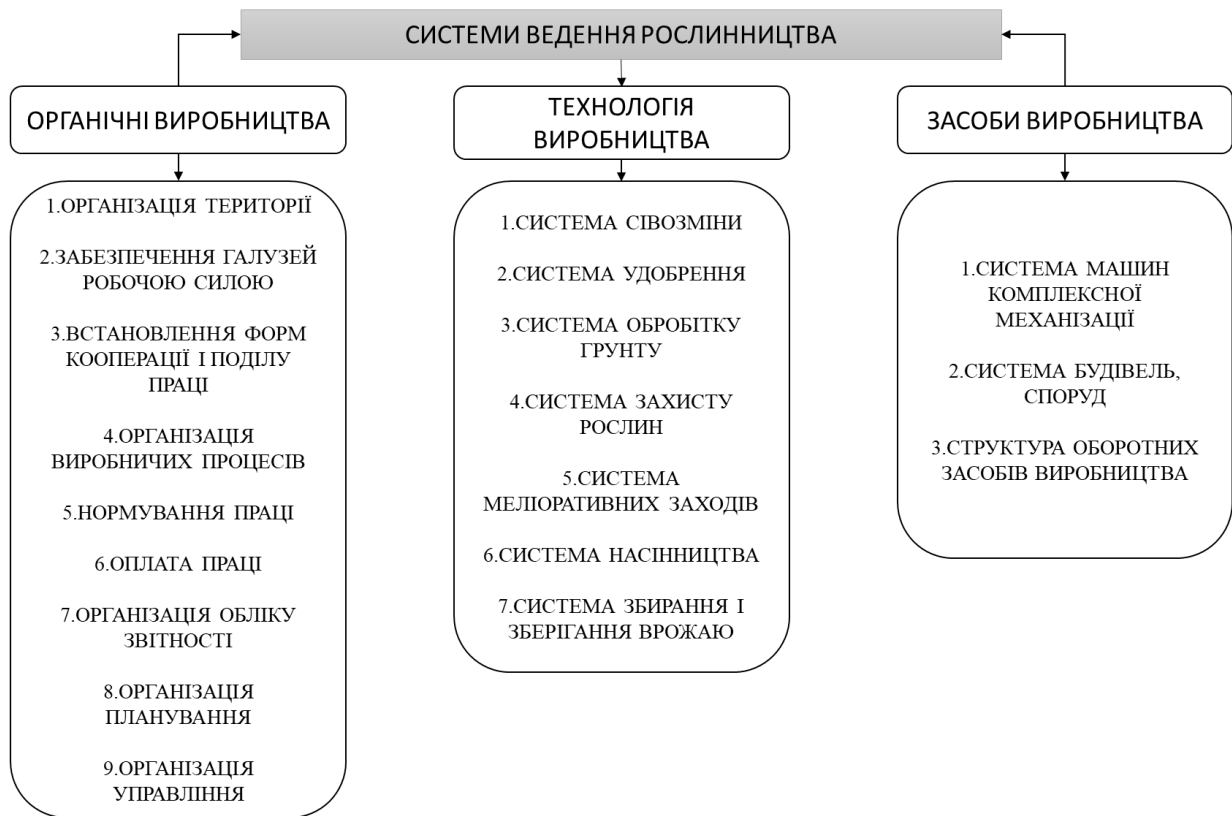 СИСТЕМИ ВЕДЕННЯ РОСЛИННИЦТВА
ОРГАНІЧНІ ВИРОБНИЦТВА
1.ОРГАНІЗАЦІЯ ТЕРИТОРІЇ
2.ЗАБЕЗПЕЧЕННЯ ГАЛУЗЕЙ
РОБОЧОЮ СИЛОЮ
3.ВСТАНОВЛЕННЯ ФОРМ
КООПЕРАЦІЇ І ПОДІЛУ
ПРАЦІ
4.ОРГАНІЗАЦІЯ
ВИРОБНИЧИХ ПРОЦЕСІВ
5.НОРМУВАННЯ ПРАЦІ
6.ОПЛАТА ПРАЦІ
7.ОРГАНІЗАЦІЯ ОБЛІКУ
ЗВІТНОСТІ
8.ОРГАНІЗАЦІЯ
ПЛАНУВАННЯ
9.ОРГАНІЗАЦІЯ
УПРАВЛІННЯ
ТЕХНОЛОГІЯ
ВИРОБНИЦТВА
1.СИСТЕМА СІВОЗМІНИ
2.СИСТЕМА УДОБРЕННЯ
3.СИСТЕМА ОБРОБІТКУ
ГРУНТУ
4.СИСТЕМА ЗАХИСТУ
РОСЛИН
5.СИСТЕМА
МЕЛІОРАТИВНИХ ЗАХОДІВ
6.СИСТЕМА НАСІННИЦТВА
7.СИСТЕМА ЗБИРАННЯ І
ЗБЕРІГАННЯ ВРОЖАЮ
ЗАСОБИ ВИРОБНИЦТВА
1.СИСТЕМА МАШИН
КОМПЛЕКСНОЇ
МЕХАНІЗАЦІЇ
2.СИСТЕМА БУДІВЕЛЬ,
СПОРУД
3.СТРУКТУРА ОБОРОТНИХ
ЗАСОБІВ ВИРОБНИЦТВА